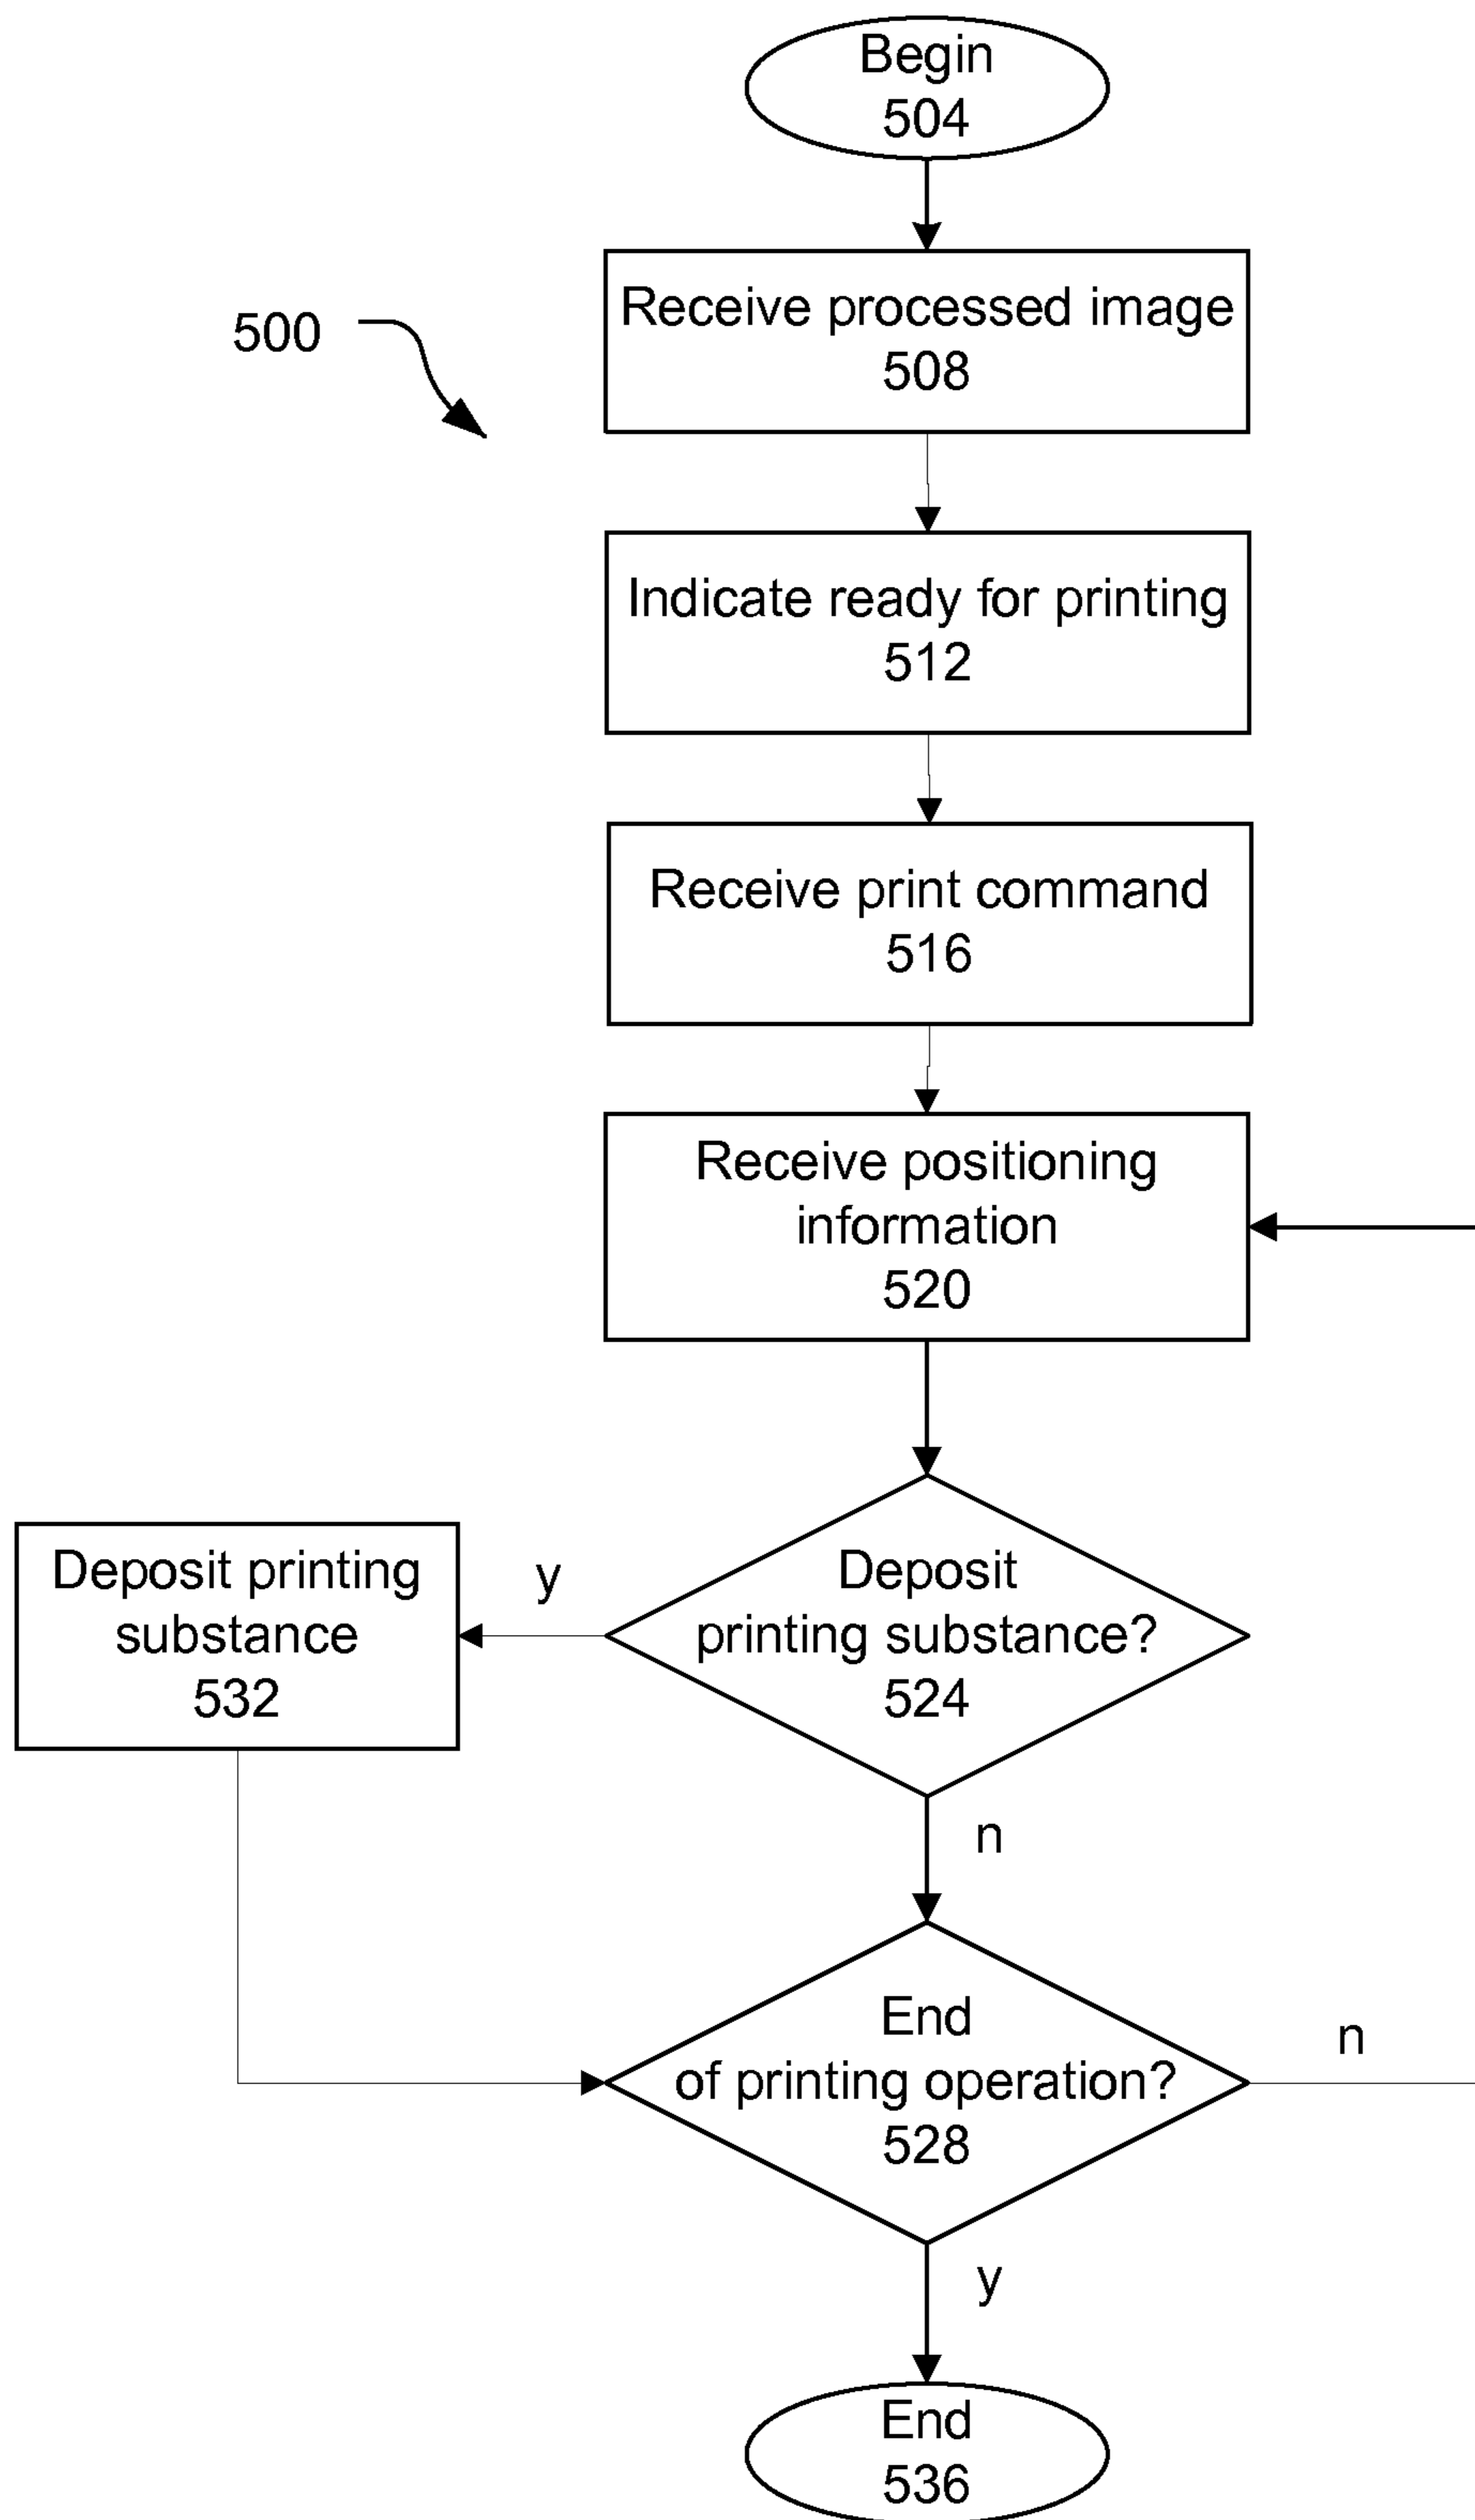 Begin
504
500
Receive processed image
508
Indicate ready for printing
512
Receive print command
516
Receive positioning
information
520
Deposit printing
substance
532
y
Deposit
printing substance?
524
n
End
of printing operation?
528
n
y
End
536